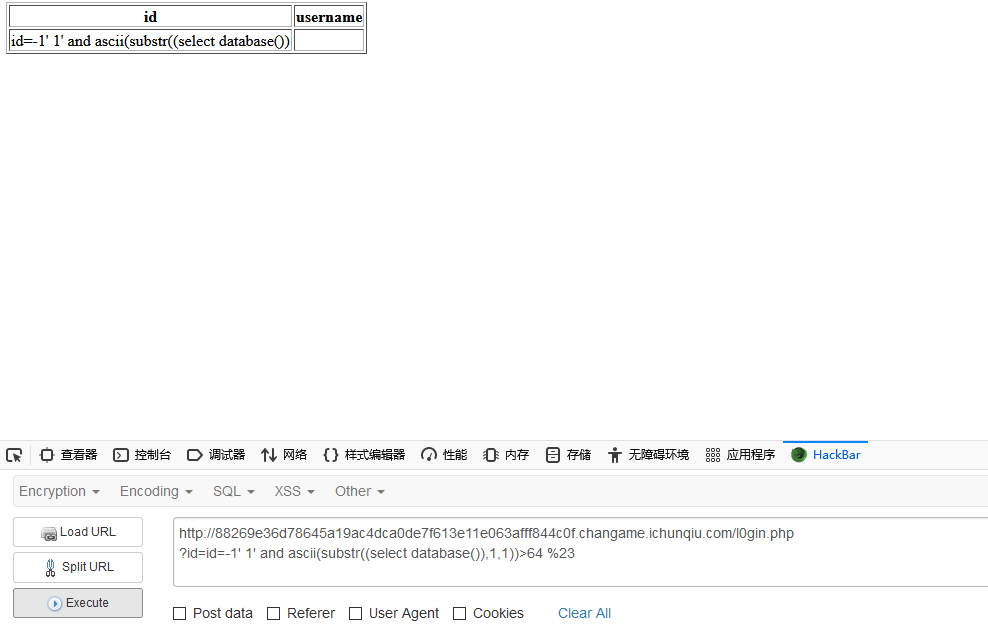 id username
id=-1' 1' and ascii(substr((select database())
查看器 控制台 调试器 网络 {} 样式编辑器 性能 内存 存储 无障碍环境 应用程序 HackBar
Encryption Encoding SQL XSS Other
Load URL
Split URL
Execute
http://88269e36d78645a19ac4dca0de7f613e11e063afff844c0f.changame.ichunqiu.com/l0gin.php
?id=id=-1' 1' and ascii(substr((select database()),1,1))>64 %23
Post data Referer User Agent Cookies Clear All